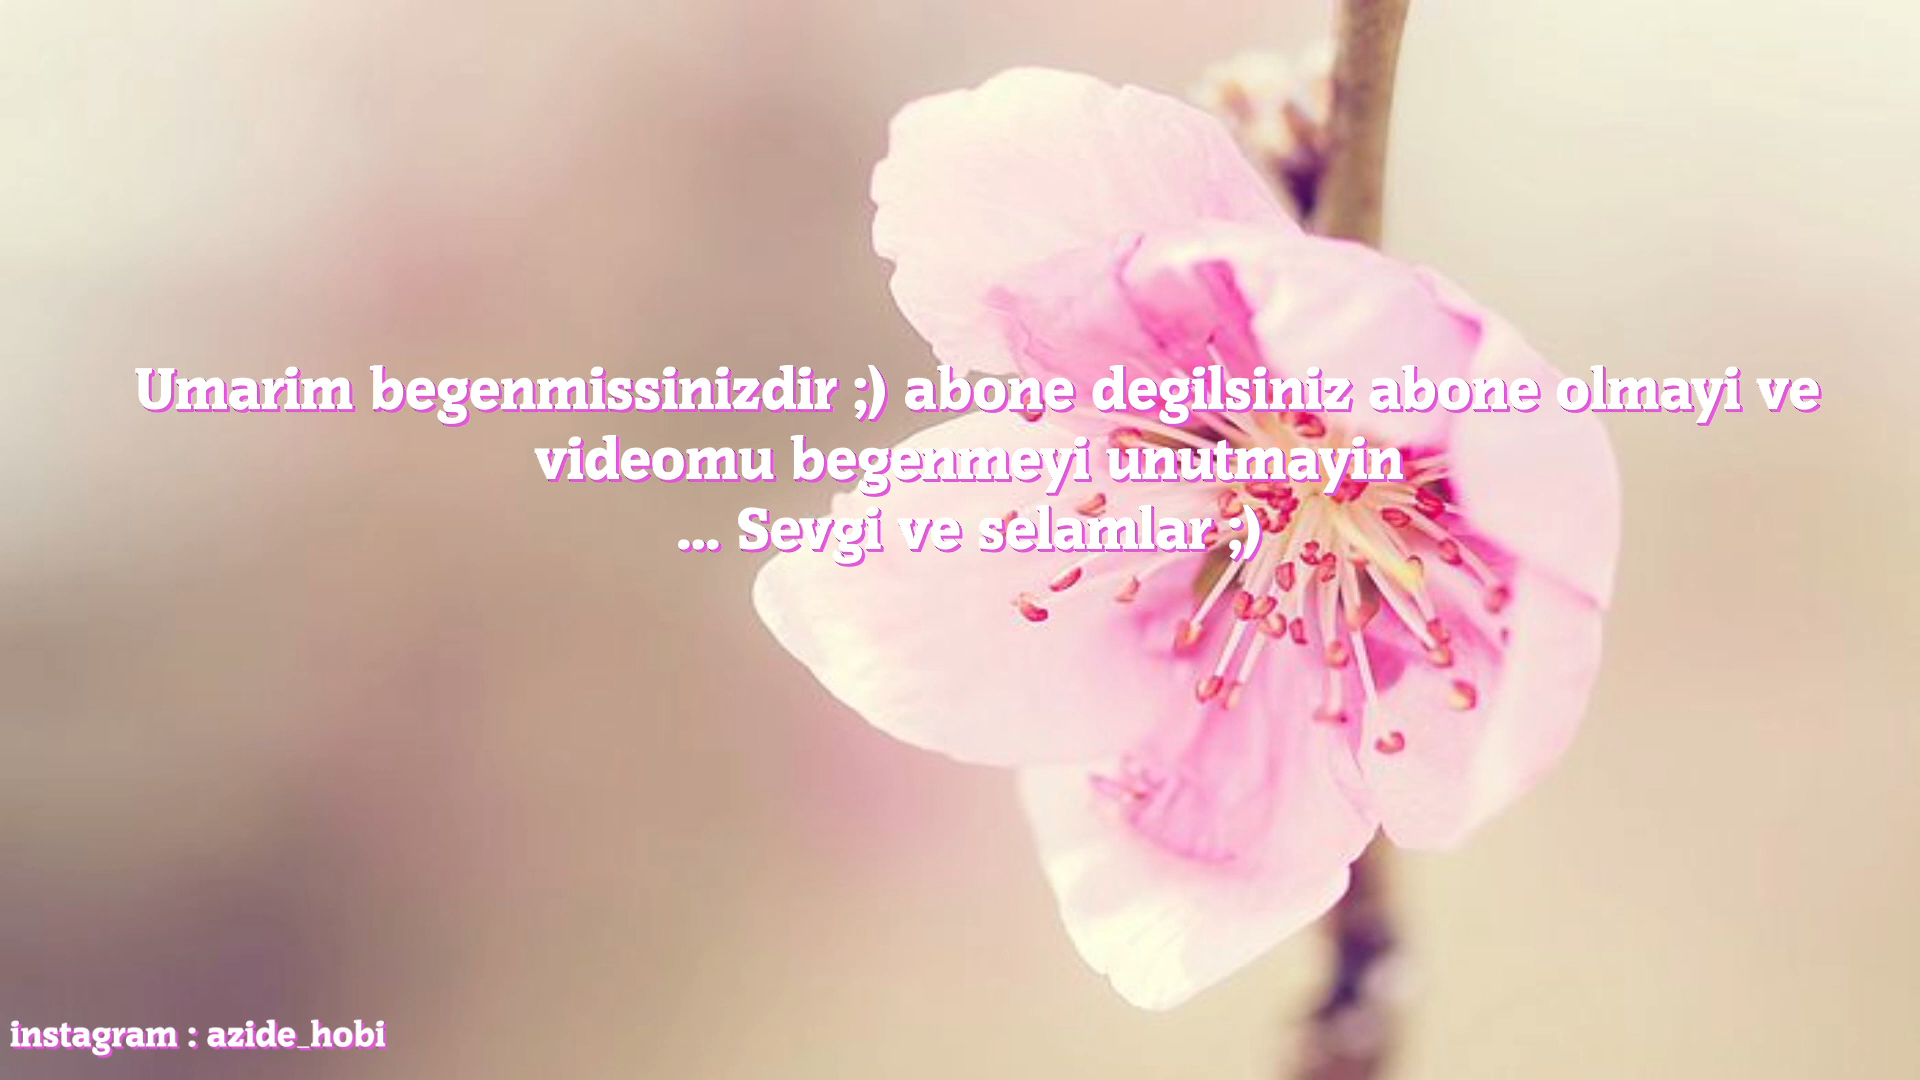 Umarim begenmissinizdir ;) abone degilsiniz abone olmayi ve
videomu begenmeyi unutmayin
... Sevgi ve selamlar ;)
instagram : azide_hobi